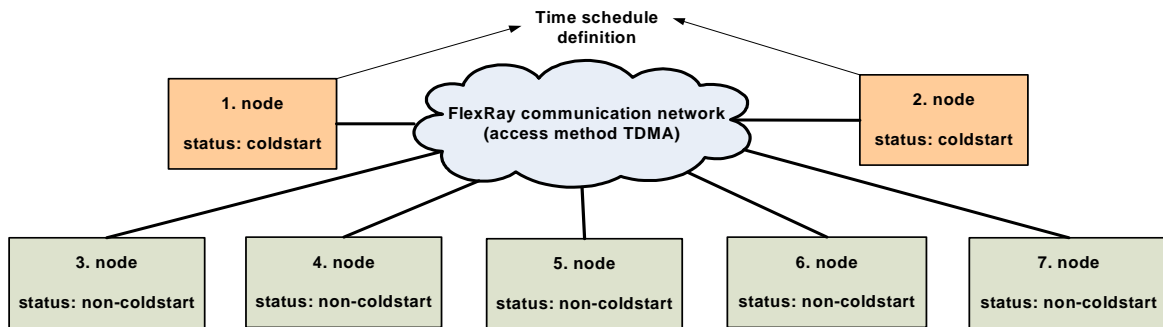 Time schedule
definition
1. node
status: coldstart
FlexRay communication network
(access method TDMA)
2. node
status: coldstart
3. node
status: non-coldstart
4. node
status: non-coldstart
5. node
status: non-coldstart
6. node
status: non-coldstart
7. node
status: non-coldstart